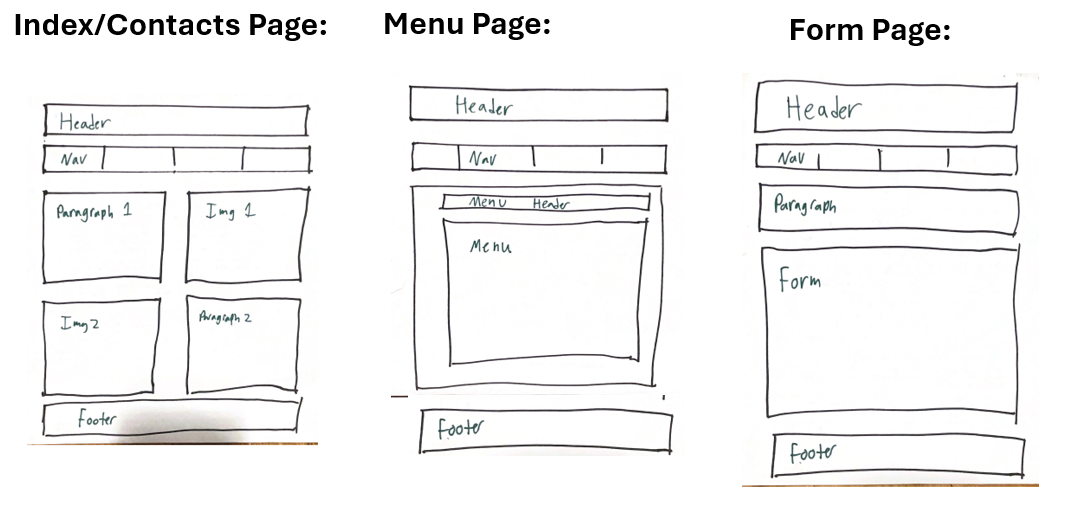 Index/Contacts Page:
Header
Nav
Paragraph 1
Img 1
Img 2
Paragraph 2
Footer
Menu Page:
Header
Nav
Menu Header
Menu
Footer
Form Page:
Header
Nav
Paragraph
Form
Footer